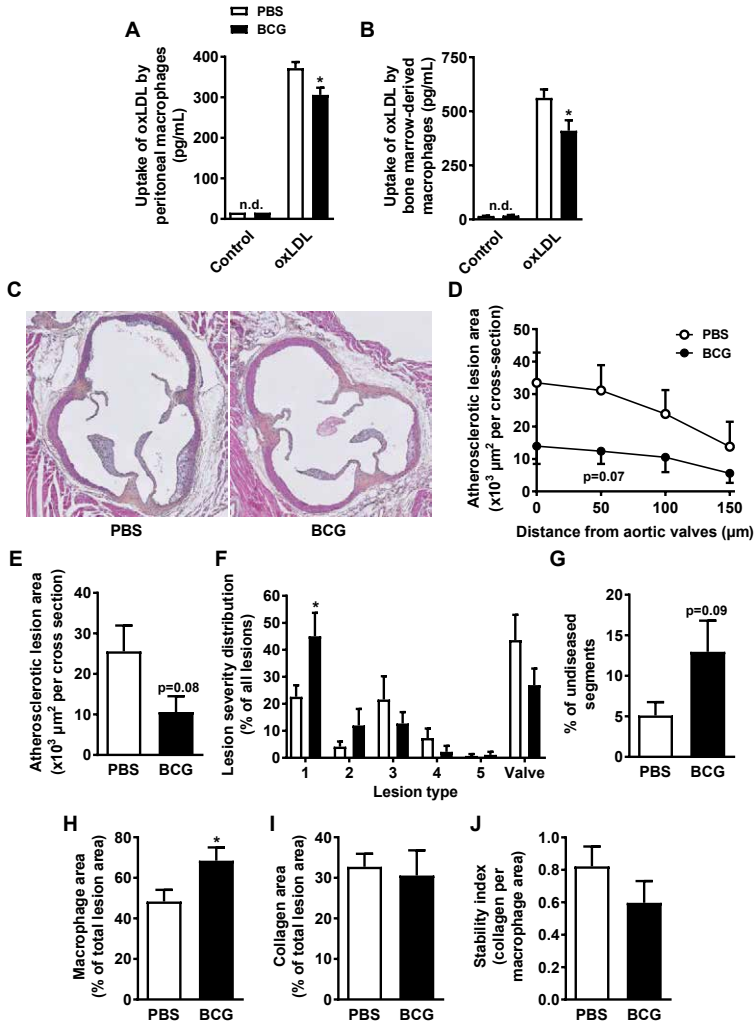 PBS
BCG
A
Uptake of oxLDL by
peritoneal macrophages
(pg/mL)
400
300
200
100
0
n.d.
*
Control
oxLDL
B
Uptake of oxLDL by
bone marrow-derived
macrophages (pg/mL)
750
500
250
0
n.d.
*
Control
oxLDL
C
PBS
BCG
D
Atherosclerotic lesion area
(x10³ µm² per cross-section)
50
40
30
20
10
0
PBS
BCG
p=0.07
0
50
100
150
Distance from aortic valves (µm)
E
Atherosclerotic lesion area
(x10³ µm² per cross section)
40
30
20
10
0
p=0.08
PBS
BCG
F
Lesion severity distribution
(% of all lesions)
60
50
40
30
20
10
0
*
1
2
3
4
5
Valve
Lesion type
G
% of undiseased
segments
20
15
10
5
0
p=0.09
PBS
BCG
H
Macrophage area
(% of total lesion area)
80
60
40
20
0
*
PBS
BCG
I
Collagen area
(% of total lesion area)
40
30
20
10
0
PBS
BCG
J
Stability index
(collagen per
macrophage area)
1.0
0.8
0.6
0.4
0.2
0.0
PBS
BCG